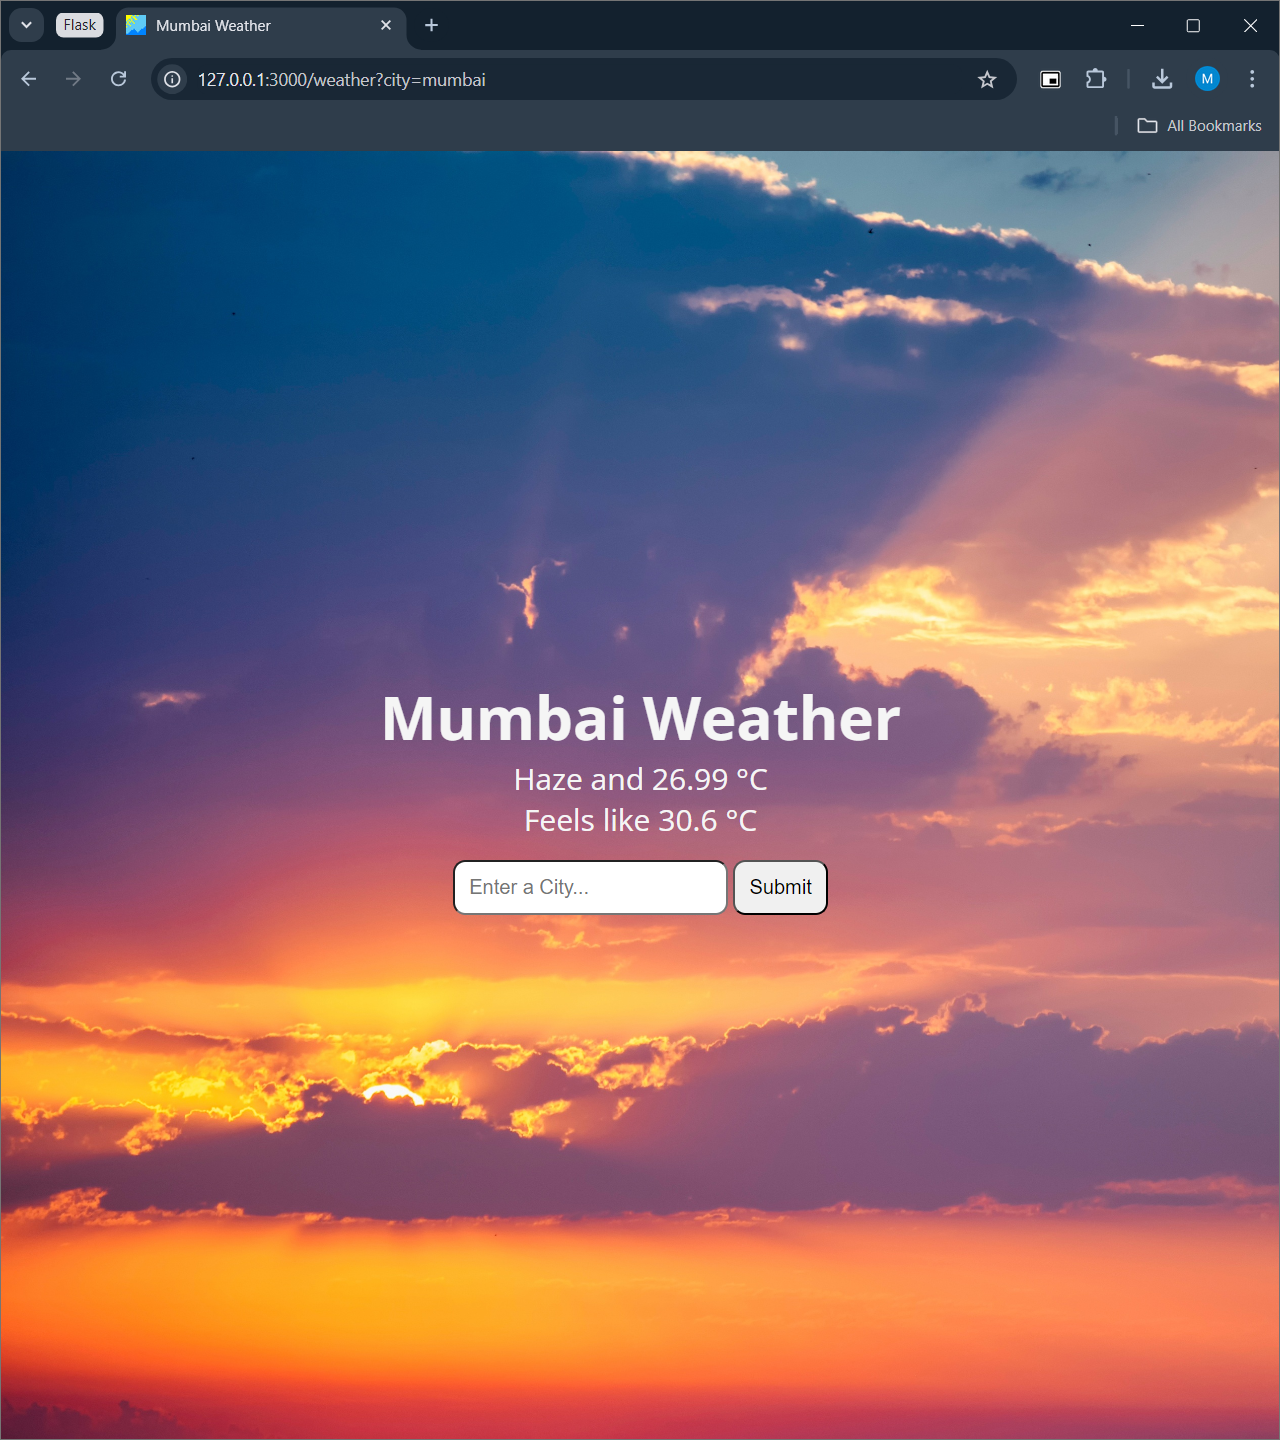 Flask
Mumbai Weather
127.0.0.1:3000/weather?city=mumbai
M
All Bookmarks
Mumbai Weather
Haze and 26.99 °C
Feels like 30.6 °C
Enter a City...
Submit